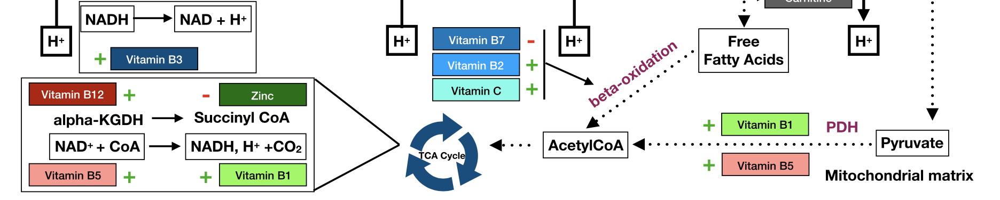 Carnitine
NADH
NAD + H+
H+
+
Vitamin B3
H+
Vitamin B7
-
Vitamin B2
+
Vitamin C
+
H+
Free
Fatty Acids
H+
beta-oxidation
Vitamin B12
+
-
Zinc
alpha-KGDH
Succinyl CoA
NAD+ + CoA
NADH, H+ +CO2
Vitamin B5
+
+
Vitamin B1
TCA Cycle
AcetylCoA
+
Vitamin B1
PDH
Pyruvate
+
Vitamin B5
Mitochondrial matrix